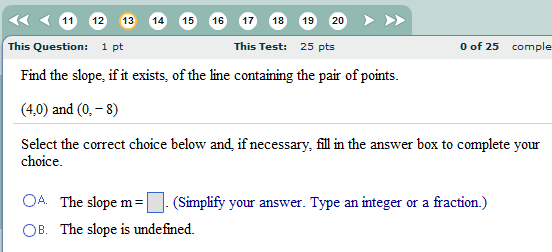 11 12 13 14 15 16 17 18 19 20
This Question: 1 pt This Test: 25 pts 0 of 25 comple
Find the slope, if it exists, of the line containing the pair of points.
(4,0) and (0, − 8)
Select the correct choice below and, if necessary, fill in the answer box to complete your
choice.
A. The slope m = . (Simplify your answer. Type an integer or a fraction.)
B. The slope is undefined.